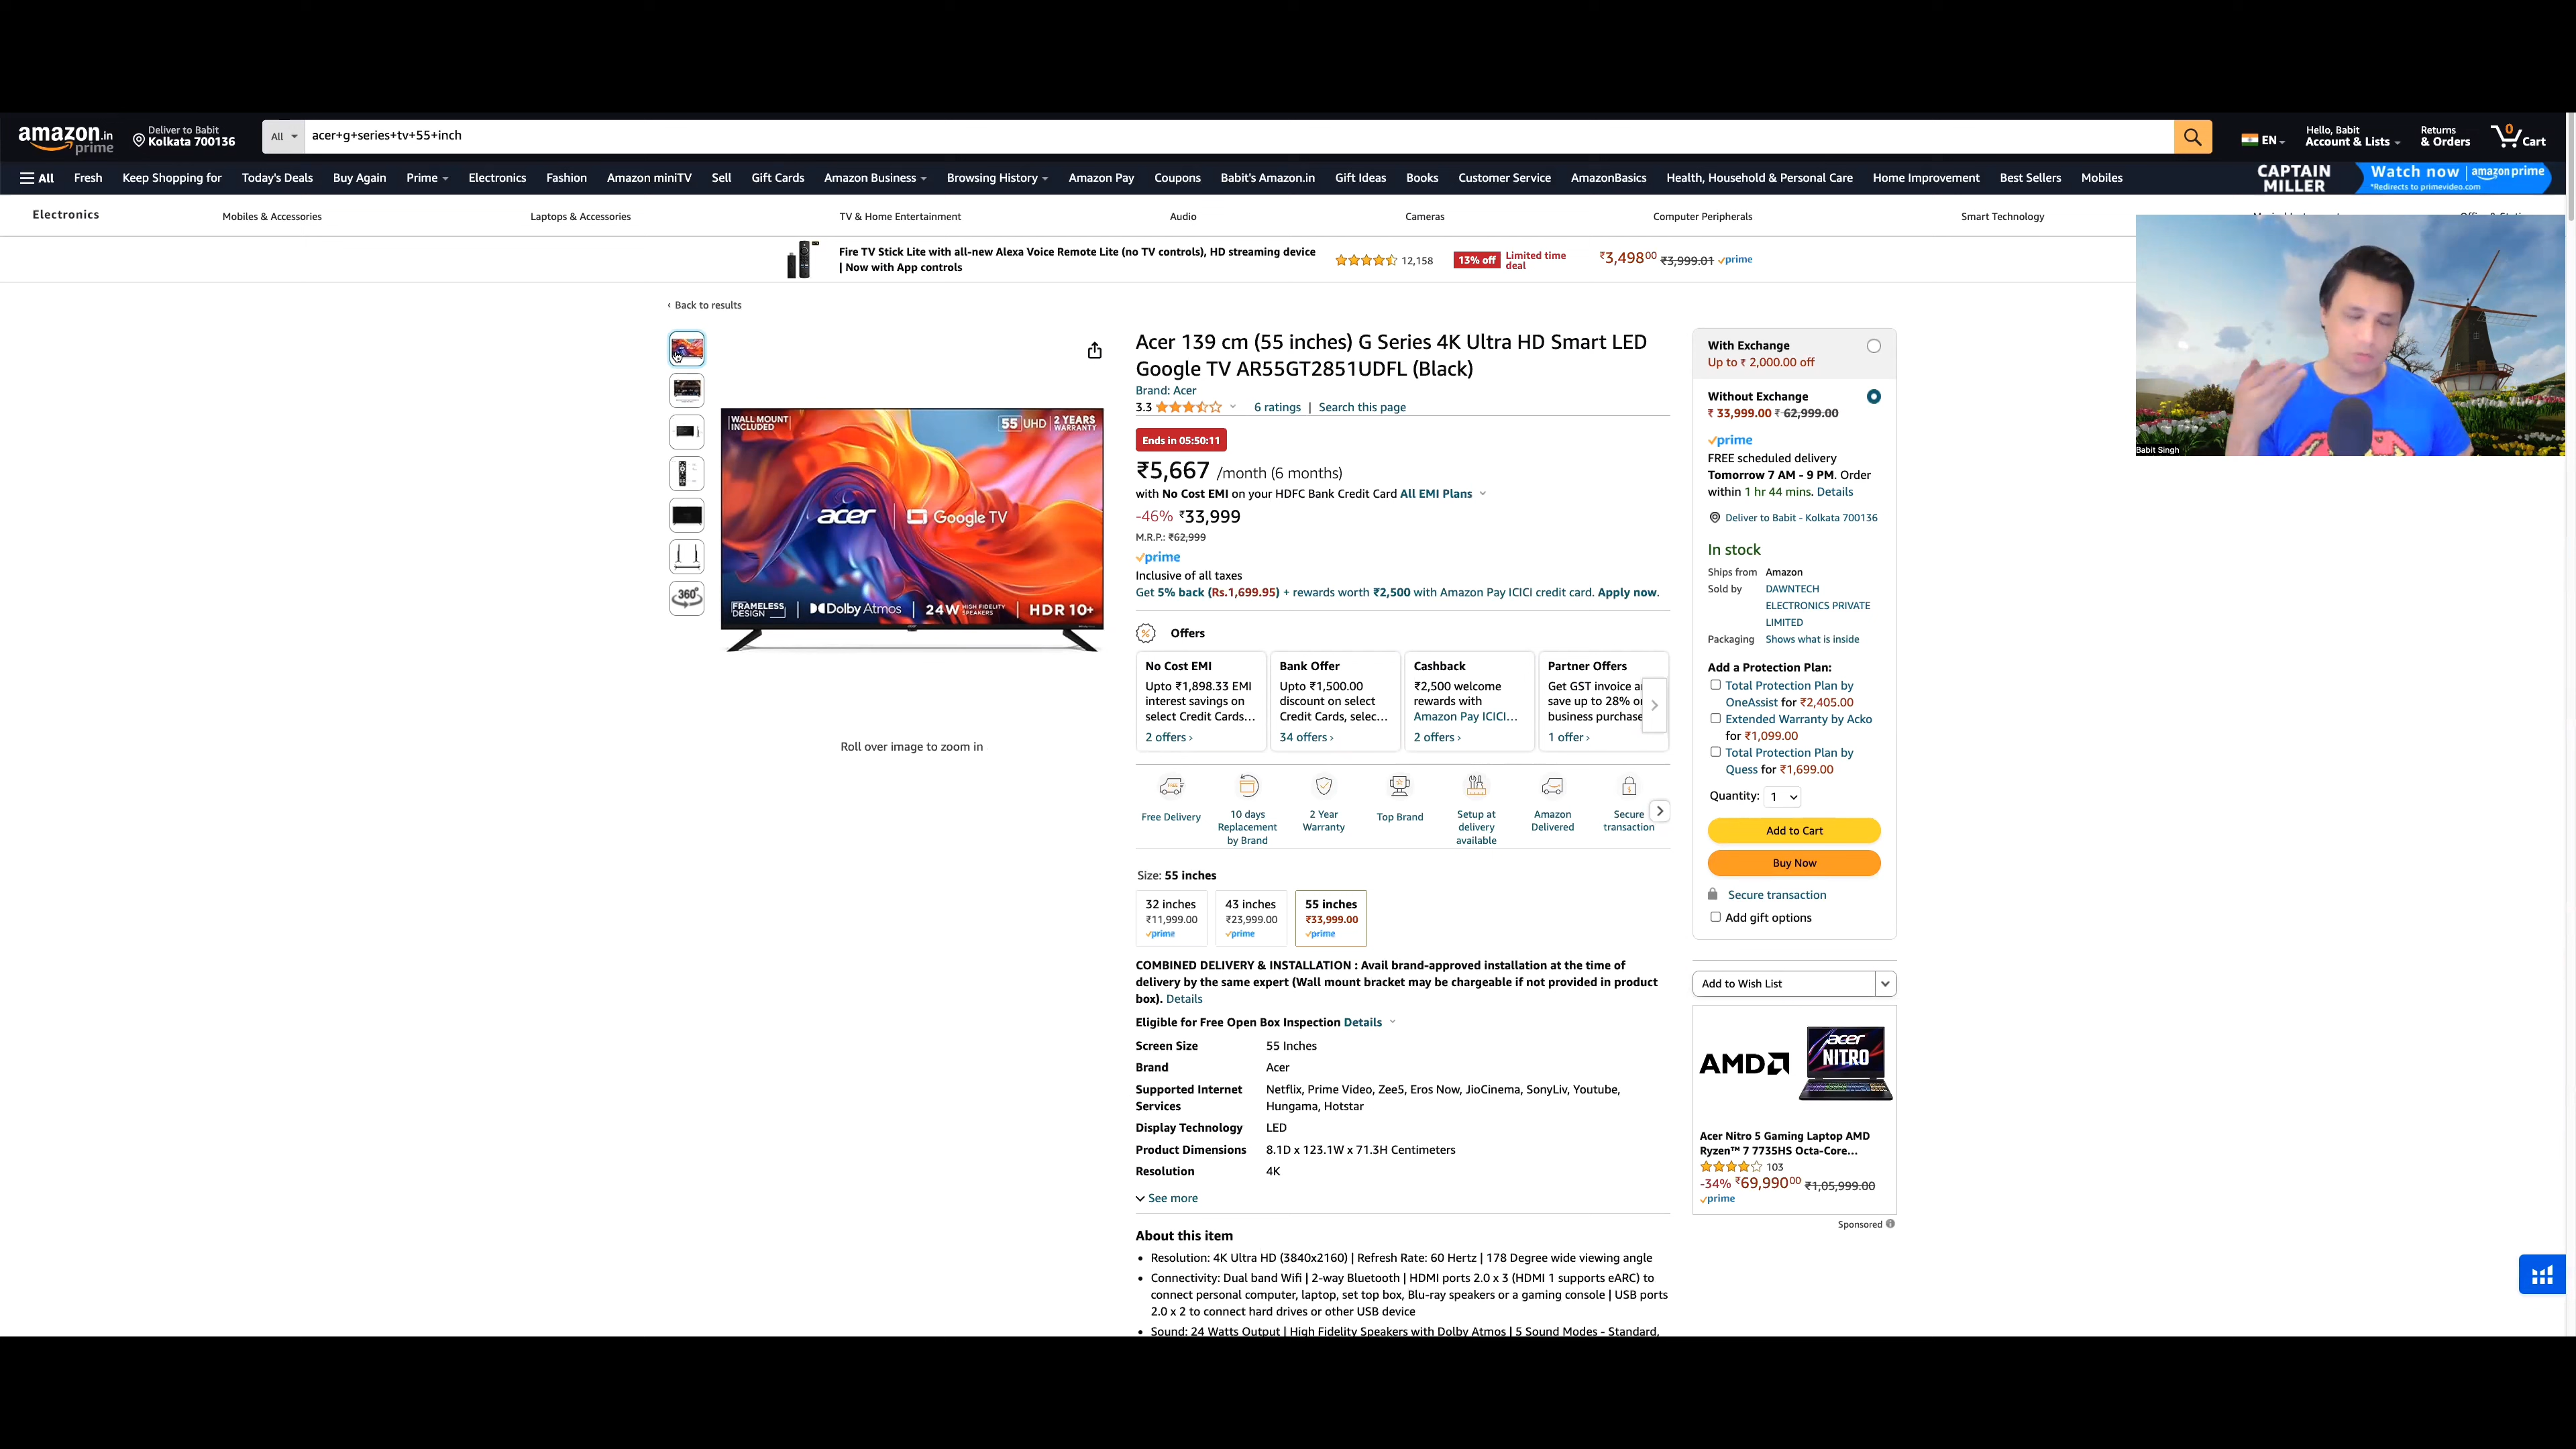 amazon.in
prime
Deliver to Babit
Kolkata 700136
All
acer+g+series+tv+55+inch
EN
Hello, Babit
Account & Lists
Returns
& Orders
0
Cart
All
Fresh
Keep Shopping for
Today's Deals
Buy Again
Prime
Electronics
Fashion
Amazon miniTV
Sell
Gift Cards
Amazon Business
Browsing History
Amazon Pay
Coupons
Babit's Amazon.in
Gift Ideas
Books
Customer Service
AmazonBasics
Health, Household & Personal Care
Home Improvement
Best Sellers
Mobiles
CAPTAIN
MILLER
Watch now | amazon prime
*Redirects to primevideo.com
Electronics
Mobiles & Accessories
Laptops & Accessories
TV & Home Entertainment
Audio
Cameras
Computer Peripherals
Smart Technology
Fire TV Stick Lite with all-new Alexa Voice Remote Lite (no TV controls), HD streaming device
| Now with App controls
12,158
13% off
Limited time
deal
₹3,49800 ₹3,999.01 prime
‹ Back to results
Babit Singh
360°
WALL MOUNT
INCLUDED
55 UHD | 2 YEARS
WARRANTY
acer | Google TV
FRAMELESS
DESIGN
Dolby Atmos
24W HIGH FIDELITY
SPEAKERS
HDR 10+
Roll over image to zoom in
Acer 139 cm (55 inches) G Series 4K Ultra HD Smart LED
Google TV AR55GT2851UDFL (Black)
Brand: Acer
3.3
6 ratings | Search this page
Ends in 05:50:11
₹5,667 /month (6 months)
with No Cost EMI on your HDFC Bank Credit Card All EMI Plans
-46% ₹33,999
M.R.P.: ₹62,999
prime
Inclusive of all taxes
Get 5% back (Rs.1,699.95) + rewards worth ₹2,500 with Amazon Pay ICICI credit card. Apply now.
Offers
No Cost EMI
Upto ₹1,898.33 EMI
interest savings on
select Credit Cards…
2 offers ›
Bank Offer
Upto ₹1,500.00
discount on select
Credit Cards, selec…
34 offers ›
Cashback
₹2,500 welcome
rewards with
Amazon Pay ICICI…
2 offers ›
Partner Offers
Get GST invoice a
save up to 28% o
business purchase
1 offer ›
Free Delivery
10 days
Replacement
by Brand
2 Year
Warranty
Top Brand
Setup at
delivery
available
Amazon
Delivered
Secure
transaction
Size: 55 inches
32 inches
₹11,999.00
prime
43 inches
₹23,999.00
prime
55 inches
₹33,999.00
prime
COMBINED DELIVERY & INSTALLATION : Avail brand-approved installation at the time of
delivery by the same expert (Wall mount bracket may be chargeable if not provided in product
box). Details
Eligible for Free Open Box Inspection Details
Screen Size 55 Inches
Brand Acer
Supported Internet Services Netflix, Prime Video, Zee5, Eros Now, JioCinema, SonyLiv, Youtube,
Hungama, Hotstar
Display Technology LED
Product Dimensions 8.1D x 123.1W x 71.3H Centimeters
Resolution 4K
See more
About this item
• Resolution: 4K Ultra HD (3840x2160) | Refresh Rate: 60 Hertz | 178 Degree wide viewing angle
• Connectivity: Dual band Wifi | 2-way Bluetooth | HDMI ports 2.0 x 3 (HDMI 1 supports eARC) to
connect personal computer, laptop, set top box, Blu-ray speakers or a gaming console | USB ports
2.0 x 2 to connect hard drives or other USB device
• Sound: 24 Watts Output | High Fidelity Speakers with Dolby Atmos | 5 Sound Modes - Standard,
With Exchange
Up to ₹ 2,000.00 off
Without Exchange
₹ 33,999.00 ₹ 62,999.00
prime
FREE scheduled delivery
Tomorrow 7 AM - 9 PM. Order
within 1 hr 44 mins. Details
Deliver to Babit - Kolkata 700136
In stock
Ships from Amazon
Sold by DAWNTECH
ELECTRONICS PRIVATE
LIMITED
Packaging Shows what is inside
Add a Protection Plan:
Total Protection Plan by
OneAssist for ₹2,405.00
Extended Warranty by Acko
for ₹1,099.00
Total Protection Plan by
Quess for ₹1,699.00
Quantity: 1
Add to Cart
Buy Now
Secure transaction
Add gift options
Add to Wish List
AMD
acer
NITRO
Acer Nitro 5 Gaming Laptop AMD
Ryzen™ 7 7735HS Octa-Core…
103
-34% ₹69,99000 ₹1,05,999.00
prime
Sponsored